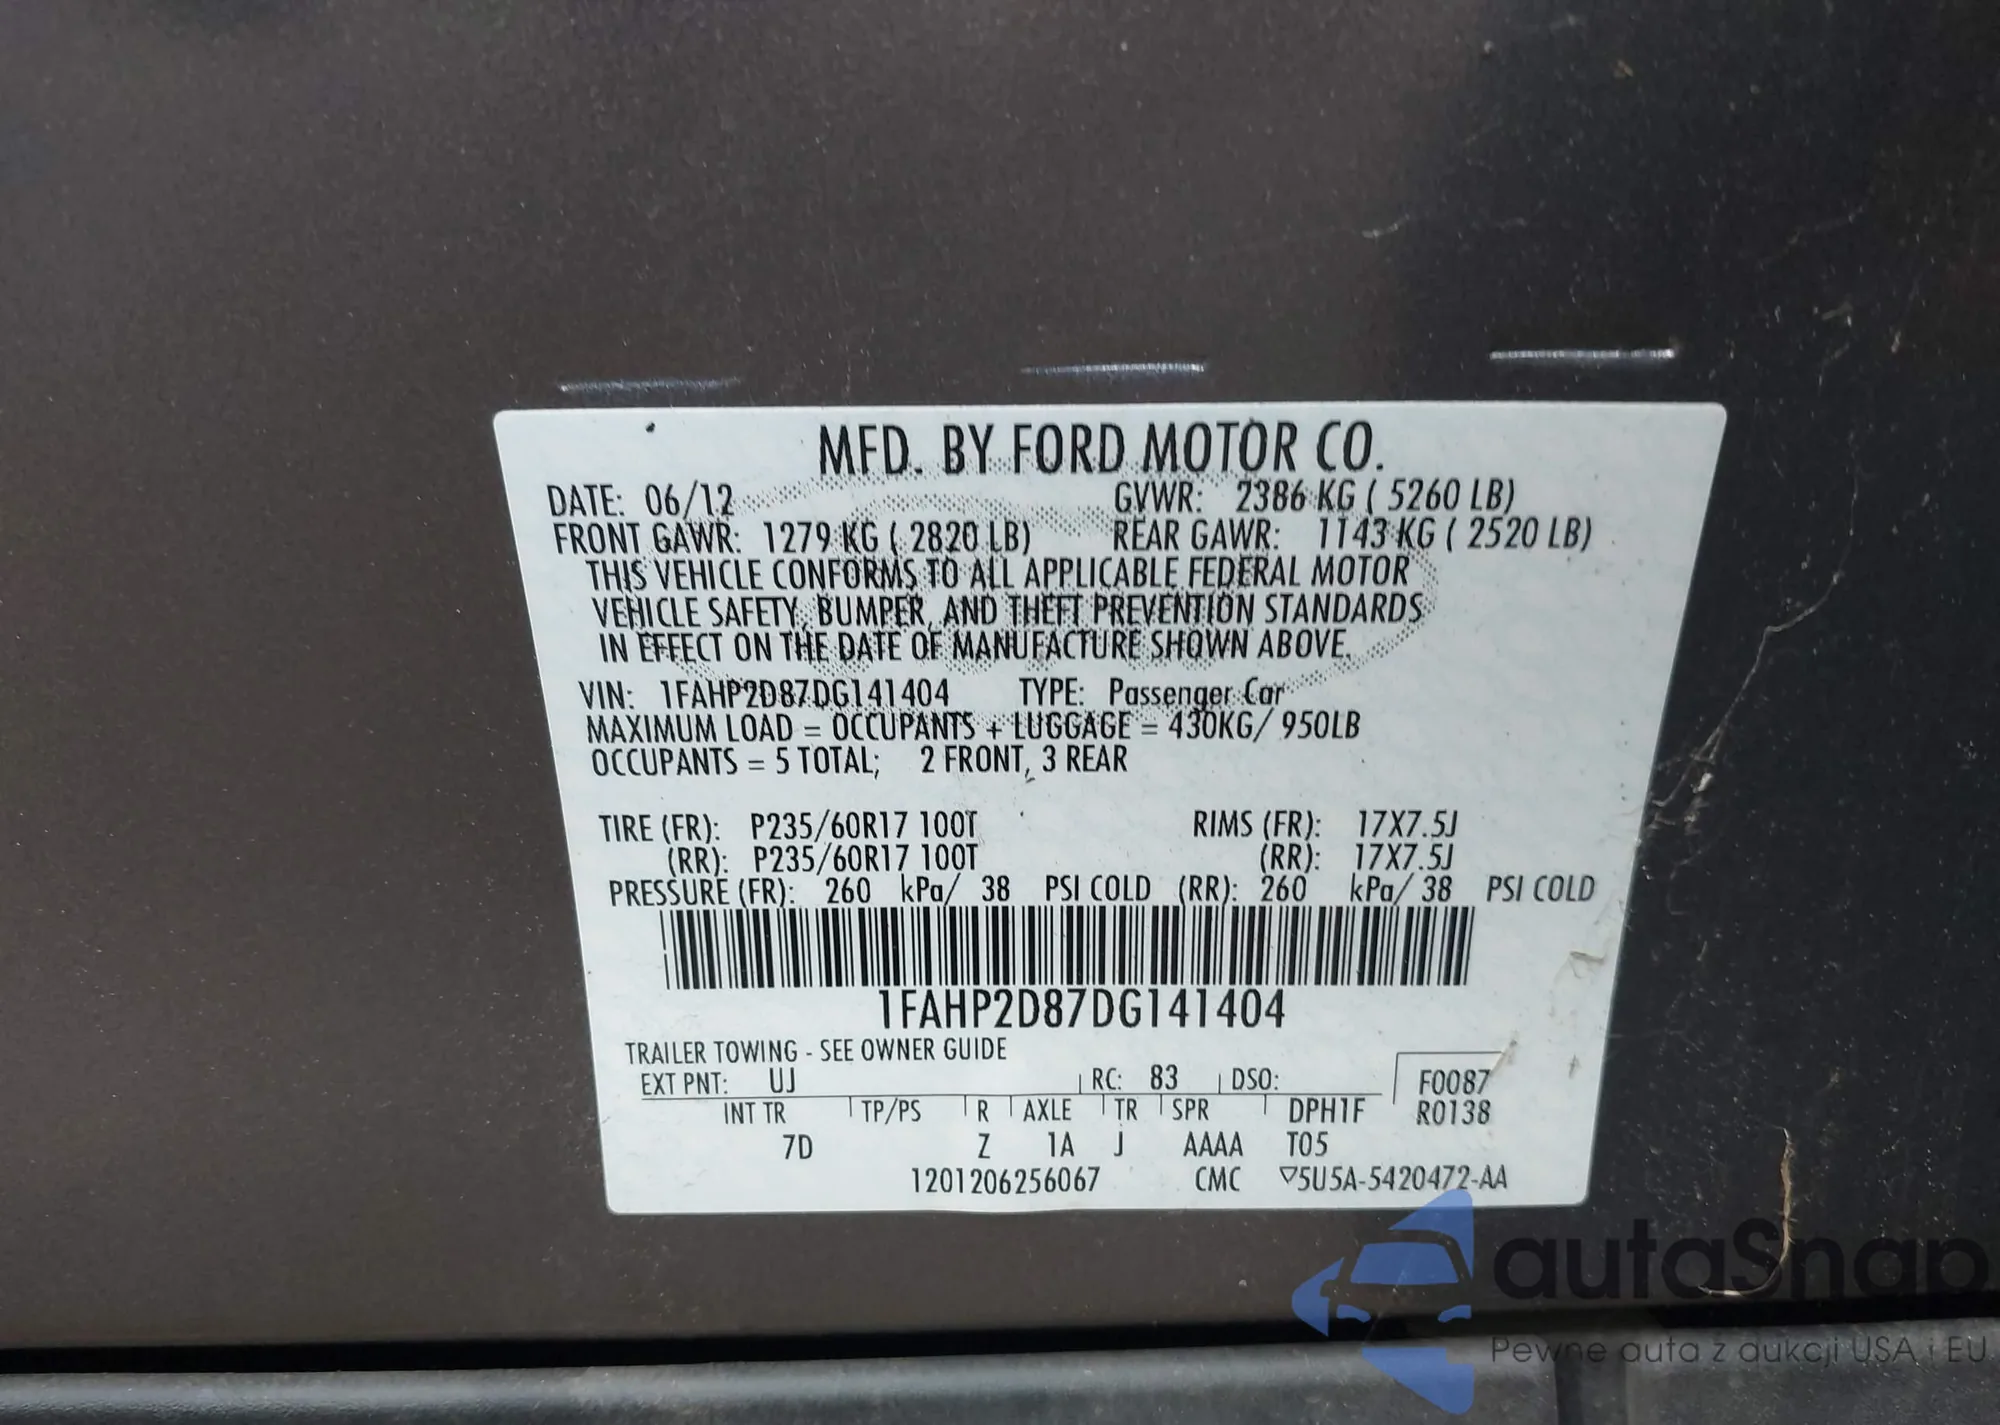 MFD. BY FORD MOTOR CO.
DATE: 06/12 GVWR: 2386 KG ( 5260 LB)
FRONT GAWR: 1279 KG ( 2820 LB) REAR GAWR: 1143 KG ( 2520 LB)
THIS VEHICLE CONFORMS TO ALL APPLICABLE FEDERAL MOTOR
VEHICLE SAFETY, BUMPER, AND THEFT PREVENTION STANDARDS
IN EFFECT ON THE DATE OF MANUFACTURE SHOWN ABOVE.
VIN: 1FAHP2D87DG141404 TYPE: Passenger Car
MAXIMUM LOAD = OCCUPANTS + LUGGAGE = 430KG/ 950LB
OCCUPANTS = 5 TOTAL; 2 FRONT, 3 REAR
TIRE (FR): P235/60R17 100T RIMS (FR): 17X7.5J
(RR): P235/60R17 100T (RR): 17X7.5J
PRESSURE (FR): 260 kPa/ 38 PSI COLD (RR): 260 kPa/ 38 PSI COLD
1FAHP2D87DG141404
TRAILER TOWING - SEE OWNER GUIDE
EXT PNT: UJ RC: 83 DSO: F0087
INT TR TP/PS R AXLE TR SPR DPH1F R0138
7D Z 1A J AAAA T05
1201206256067 CMC ▽5U5A-5420472-AA
autoSnap
Pewne auta z aukcji USA i EU